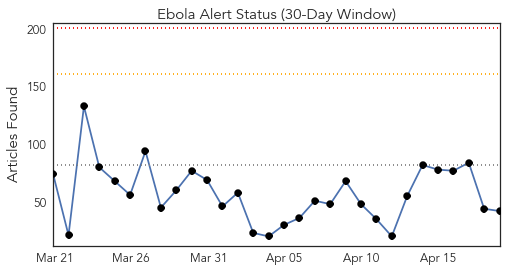 Ebola Alert Status (30-Day Window)
Articles Found
200
150
100
50
Mar 21 Mar 26 Mar 31 Apr 05 Apr 10 Apr 15